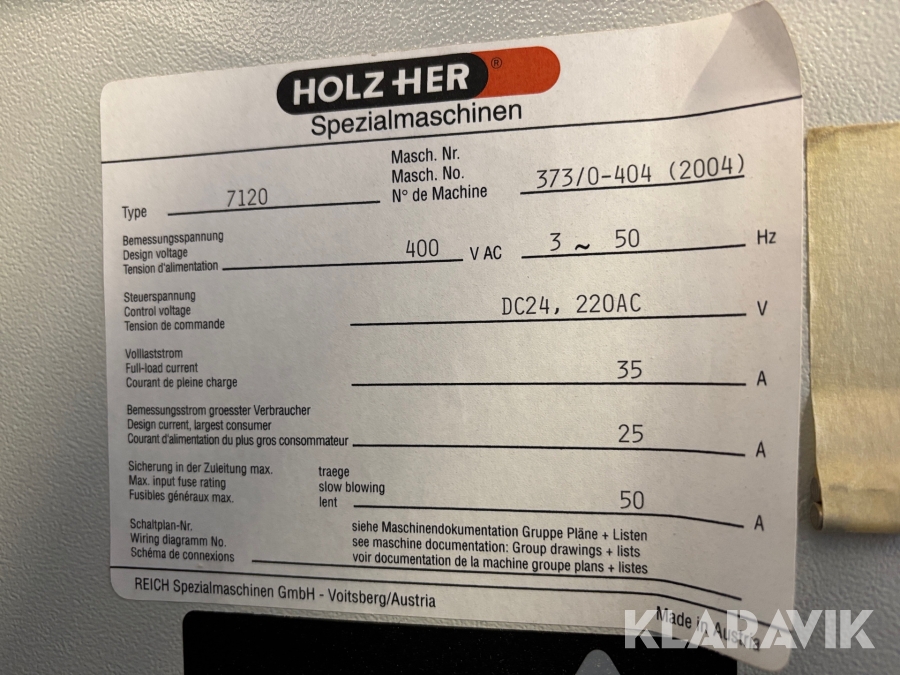 HOLZ-HER ®
Spezialmaschinen
Masch. Nr.
Masch. No.
N° de Machine 373/0-404 (2004)
Type 7120
Bemessungsspannung
Design voltage
Tension d'alimentation 400 V AC 3 ~ 50 Hz
Steuerspannung
Control voltage
Tension de commande DC24, 220AC V
Vollaststrom
Full-load current
Courant de pleine charge 35 A
Bemessungsstrom groesster Verbraucher
Design current, largest consumer
Courant d'alimentation du plus gros consommateur 25 A
Sicherung in der Zuleitung max. traege
Max. input fuse rating slow blowing
Fusibles généraux max. lent 50 A
Schaltplan-Nr. siehe Maschinendokumentation Gruppe Pläne + Listen
Wiring diagramm No. see machine documentation: Group drawings + lists
Schéma de connexions voir documentation de la machine groupe plans + listes
REICH Spezialmaschinen GmbH - Voitsberg/Austria
Made in Austria
KLARAVIK